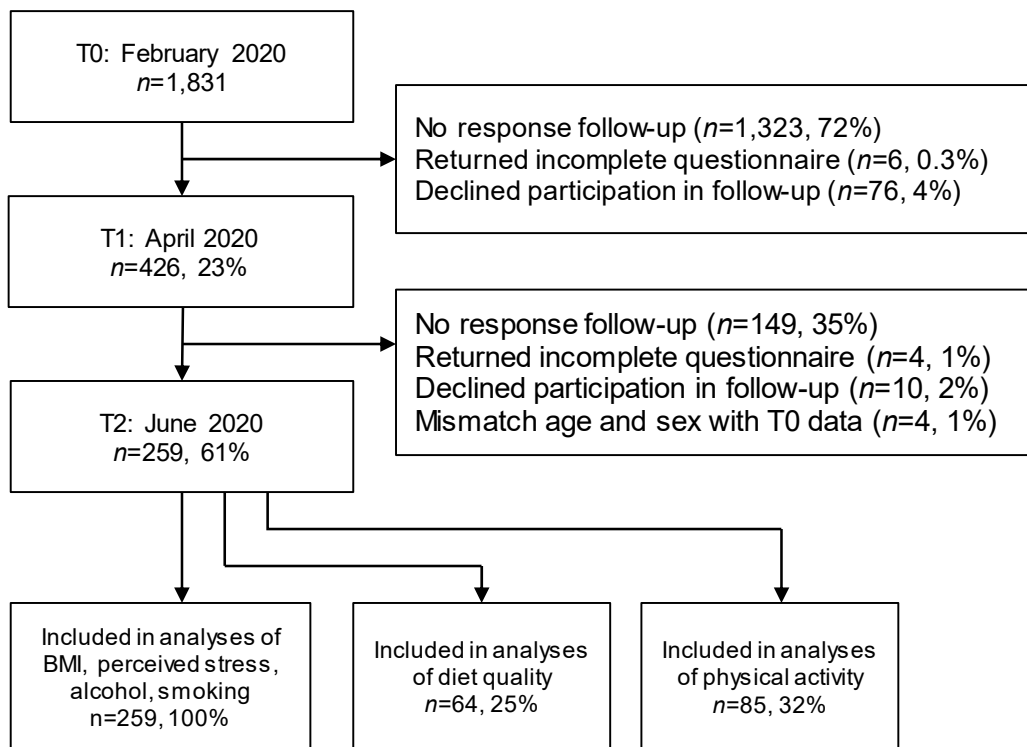 T0: February 2020
n=1,831
No response follow-up (n=1,323, 72%)
Returned incomplete questionnaire (n=6, 0.3%)
Declined participation in follow-up (n=76, 4%)
T1: April 2020
n=426, 23%
No response follow-up (n=149, 35%)
Returned incomplete questionnaire (n=4, 1%)
Declined participation in follow-up (n=10, 2%)
Mismatch age and sex with T0 data (n=4, 1%)
T2: June 2020
n=259, 61%
Included in analyses of
BMI, perceived stress,
alcohol, smoking
n=259, 100%
Included in analyses
of diet quality
n=64, 25%
Included in analyses
of physical activity
n=85, 32%